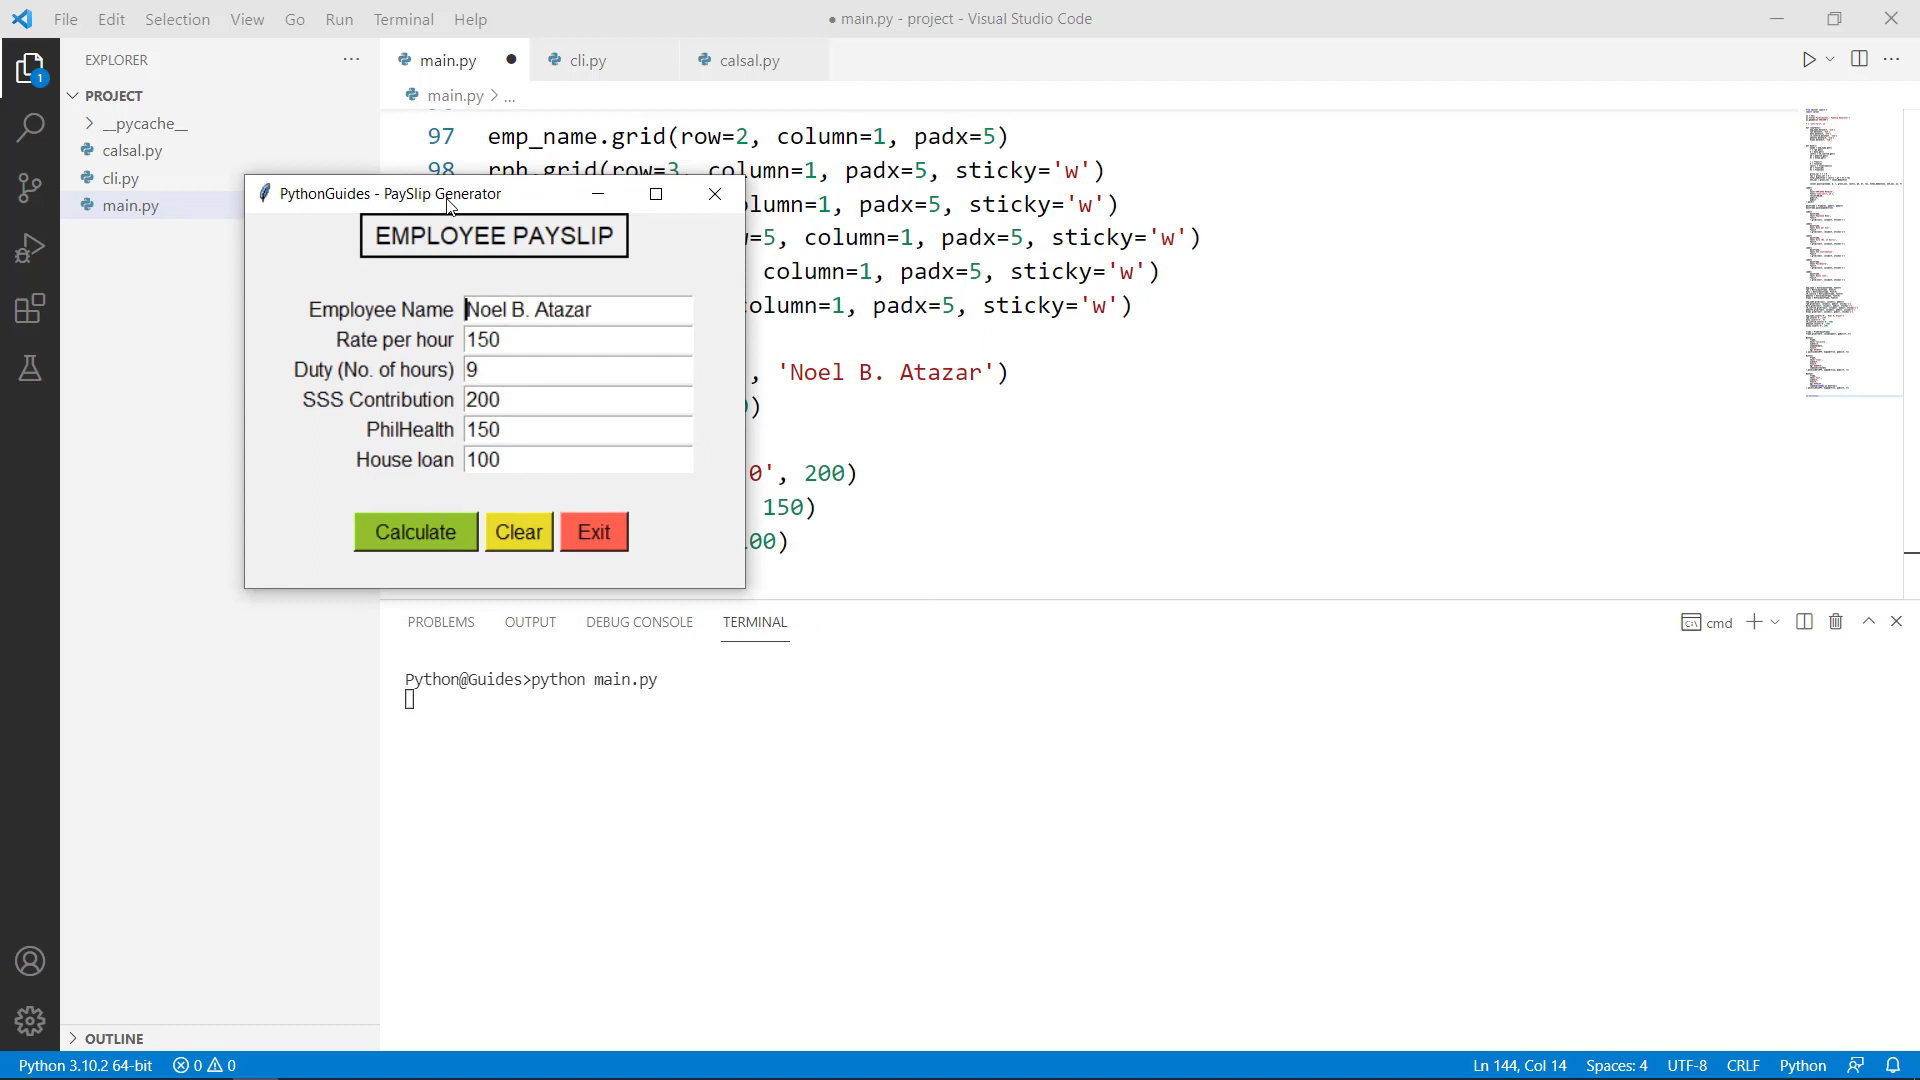 File Edit Selection View Go Run Terminal Help
● main.py - project - Visual Studio Code
EXPLORER
PROJECT
__pycache__
calsal.py
cli.py
main.py
OUTLINE
1
main.py
cli.py
calsal.py
main.py > ...
97 emp_name.grid(row=2, column=1, padx=5)
98 rph.grid(row=3, column=1, padx=5, sticky='w')
lumn=1, padx=5, sticky='w')
=5, column=1, padx=5, sticky='w')
column=1, padx=5, sticky='w')
olumn=1, padx=5, sticky='w')
, 'Noel B. Atazar')
)
0', 200)
150)
00)
PythonGuides - PaySlip Generator
EMPLOYEE PAYSLIP
Employee Name Noel B. Atazar
Rate per hour 150
Duty (No. of hours) 9
SSS Contribution 200
PhilHealth 150
House loan 100
Calculate Clear Exit
PROBLEMS OUTPUT DEBUG CONSOLE TERMINAL
cmd
Python@Guides>python main.py
Python 3.10.2 64-bit 0 0
Ln 144, Col 14 Spaces: 4 UTF-8 CRLF Python